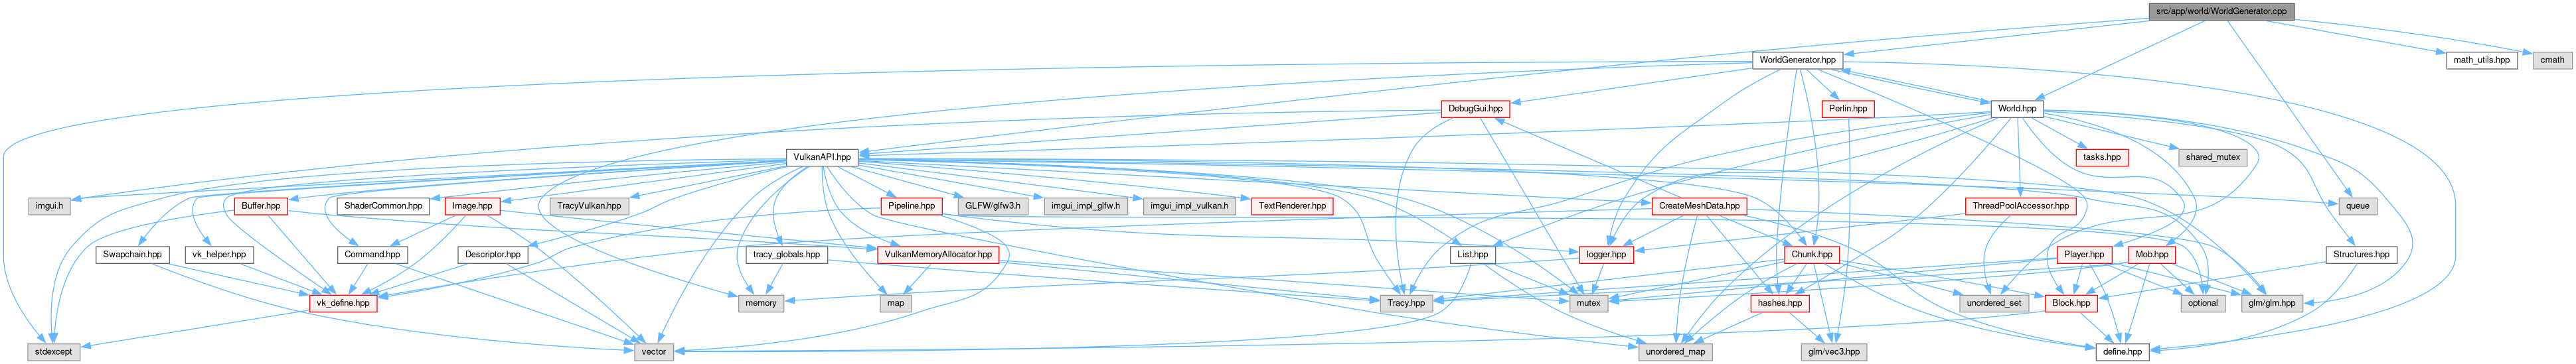 src/app/world/WorldGenerator.cpp
WorldGenerator.hpp
math_utils.hpp
cmath
DebugGui.hpp
Perlin.hpp
World.hpp
VulkanAPI.hpp
tasks.hpp
shared_mutex
imgui.h
Buffer.hpp
ShaderCommon.hpp
Image.hpp
TracyVulkan.hpp
Pipeline.hpp
GLFW/glfw3.h
imgui_impl_glfw.h
imgui_impl_vulkan.h
TextRenderer.hpp
CreateMeshData.hpp
ThreadPoolAccessor.hpp
queue
Swapchain.hpp
vk_helper.hpp
Command.hpp
Descriptor.hpp
tracy_globals.hpp
VulkanMemoryAllocator.hpp
List.hpp
logger.hpp
Chunk.hpp
Player.hpp
Mob.hpp
Structures.hpp
vk_define.hpp
memory
map
Tracy.hpp
mutex
hashes.hpp
unordered_set
Block.hpp
optional
glm/glm.hpp
stdexcept
vector
unordered_map
glm/vec3.hpp
define.hpp